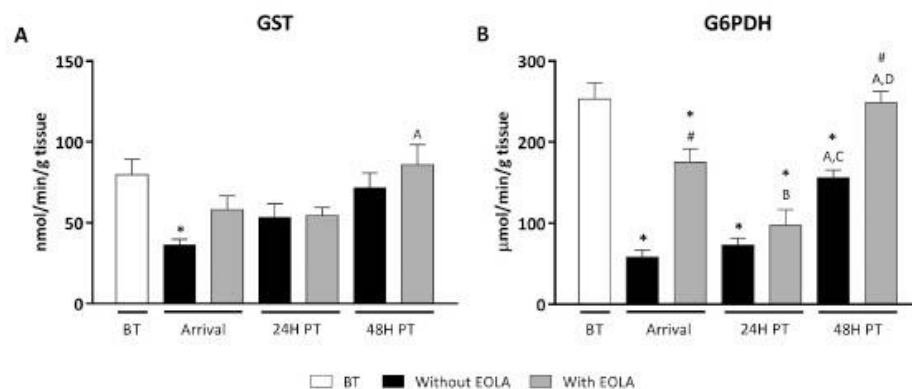 A
GST
nmol/min/g tissue
150
100
50
0
*
A
BT
Arrival
24H PT
48H PT
B
G6PDH
µmol/min/g tissue
300
200
100
0
*
*
#
*
*
B
*
A,C
#
A,D
BT
Arrival
24H PT
48H PT
BT
Without EOLA
With EOLA